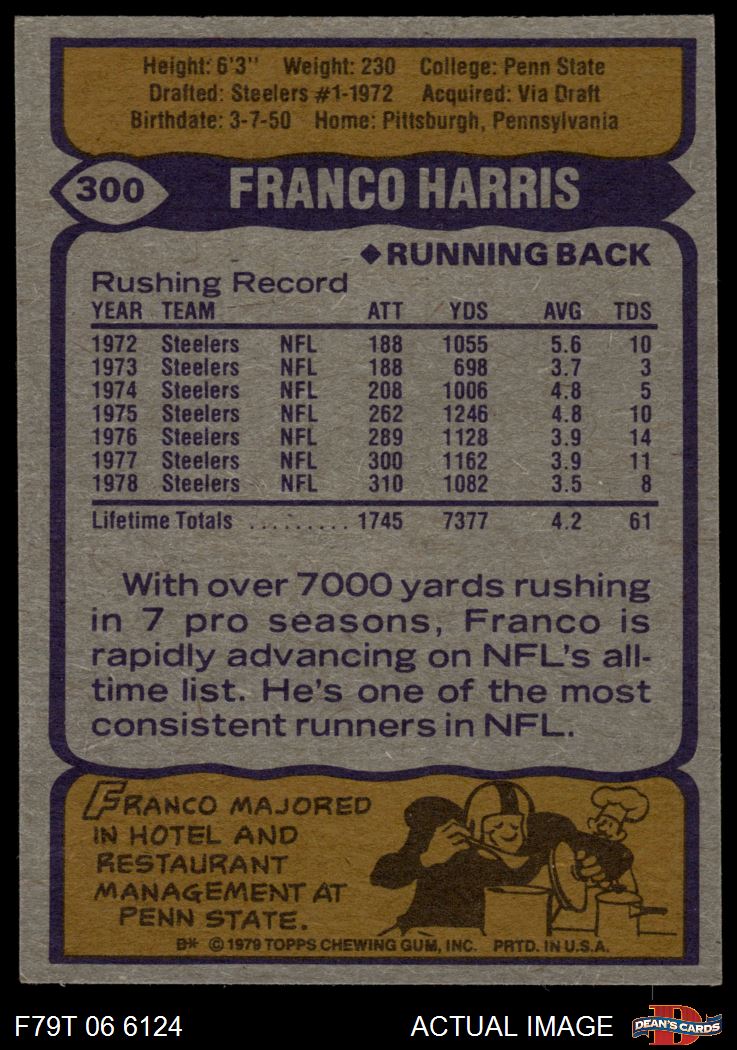 Height: 6'3" Weight: 230 College: Penn State
Drafted: Steelers #1-1972 Acquired: Via Draft
Birthdate: 3-7-50 Home: Pittsburgh, Pennsylvania
300 FRANCO HARRIS
◆RUNNING BACK
Rushing Record
YEAR TEAM ATT YDS AVG TDS
1972 Steelers NFL 188 1055 5.6 10
1973 Steelers NFL 188 698 3.7 3
1974 Steelers NFL 208 1006 4.8 5
1975 Steelers NFL 262 1246 4.8 10
1976 Steelers NFL 289 1128 3.9 14
1977 Steelers NFL 300 1162 3.9 11
1978 Steelers NFL 310 1082 3.5 8
Lifetime Totals .......... 1745 7377 4.2 61
With over 7000 yards rushing
in 7 pro seasons, Franco is
rapidly advancing on NFL's all-
time list. He's one of the most
consistent runners in NFL.
FRANCO MAJORED
IN HOTEL AND
RESTAURANT
MANAGEMENT AT
PENN STATE.
B* © 1979 TOPPS CHEWING GUM, INC. PRTD. IN U.S.A.
F79T 06 6124 ACTUAL IMAGE D DEAN'S CARDS